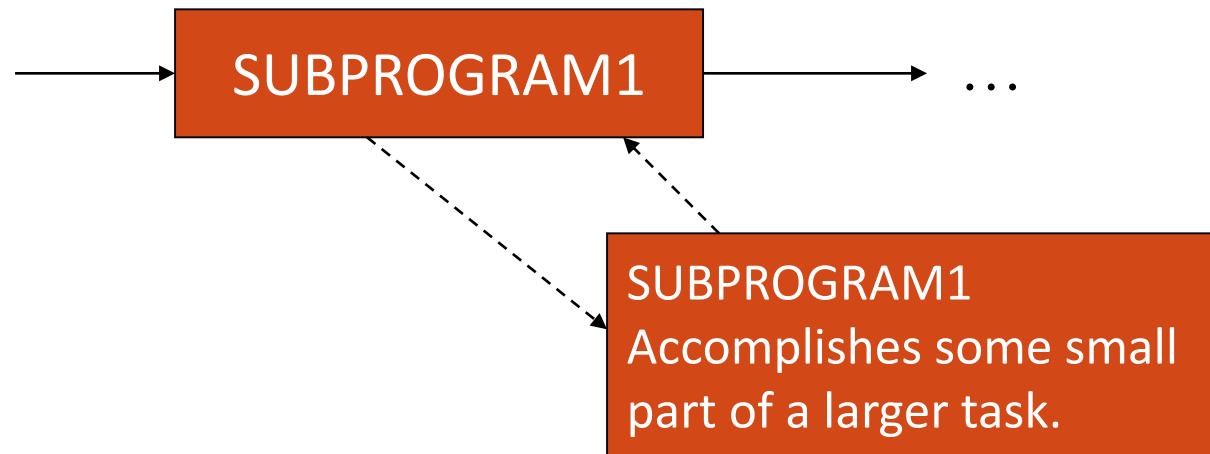 SUBPROGRAM1
...
SUBPROGRAM1
Accomplishes some small
part of a larger task.